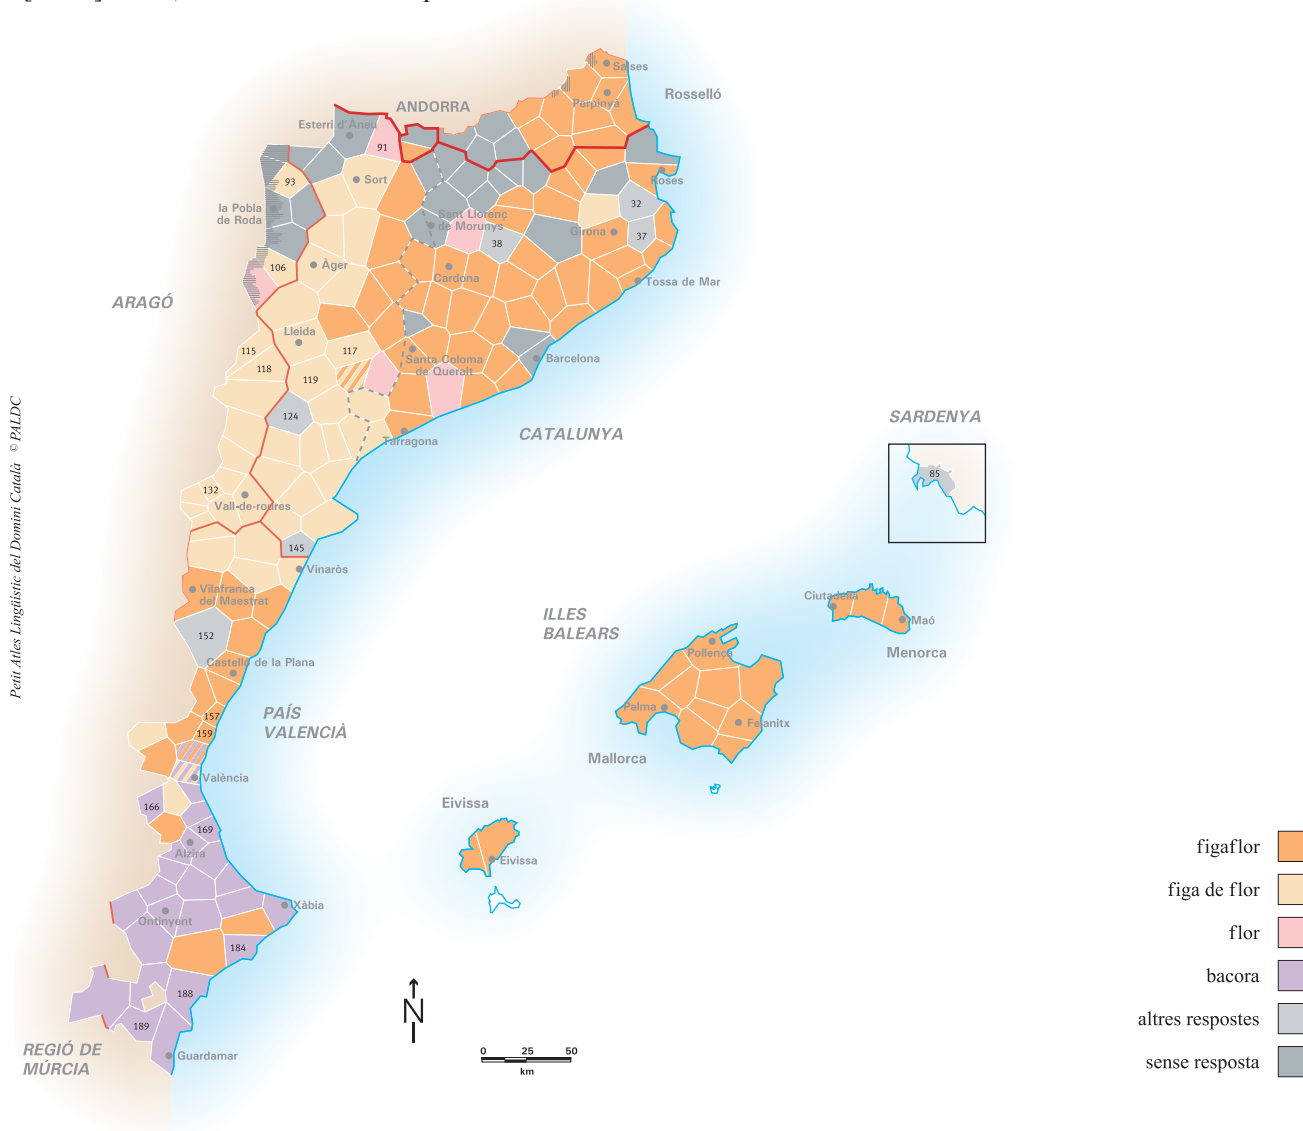 Salses
Rosselló
Perpinyà
ANDORRA
Esterri d'Àneu
91
Roses
93
Sort
32
la Pobla
de Roda
Sant Llorenç
de Morunys
Girona
37
38
106
Àger
Cardona
Tossa de Mar
ARAGÓ
Lleida
115
117
Santa Coloma
de Queralt
Barcelona
118
119
124
Tarragona
CATALUNYA
SARDENYA
85
132
Vall-de-roures
145
Vinaròs
Vilafranca
del Maestrat
152
Castelló de la Plana
ILLES
BALEARS
Ciutadella
Maó
Menorca
Pollença
Palma
Felanitx
Mallorca
157
159
PAÍS
VALENCIÀ
València
166
169
Alzira
Eivissa
Eivissa
Xàbia
Ontinyent
184
188
189
Guardamar
REGIÓ DE
MÚRCIA
N
0 25 50
km
figaflor
figa de flor
flor
bacora
altres respostes
sense resposta
Petit Atles Lingüístic del Domini Català © PALDC